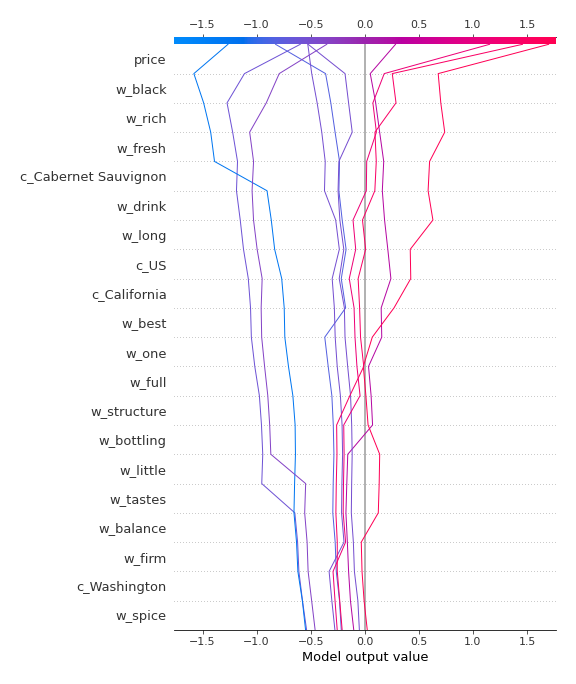 −1.5 −1.0 −0.5 0.0 0.5 1.0 1.5
price
w_black
w_rich
w_fresh
c_Cabernet Sauvignon
w_drink
w_long
c_US
c_California
w_best
w_one
w_full
w_structure
w_bottling
w_little
w_tastes
w_balance
w_firm
c_Washington
w_spice
−1.5 −1.0 −0.5 0.0 0.5 1.0 1.5
Model output value